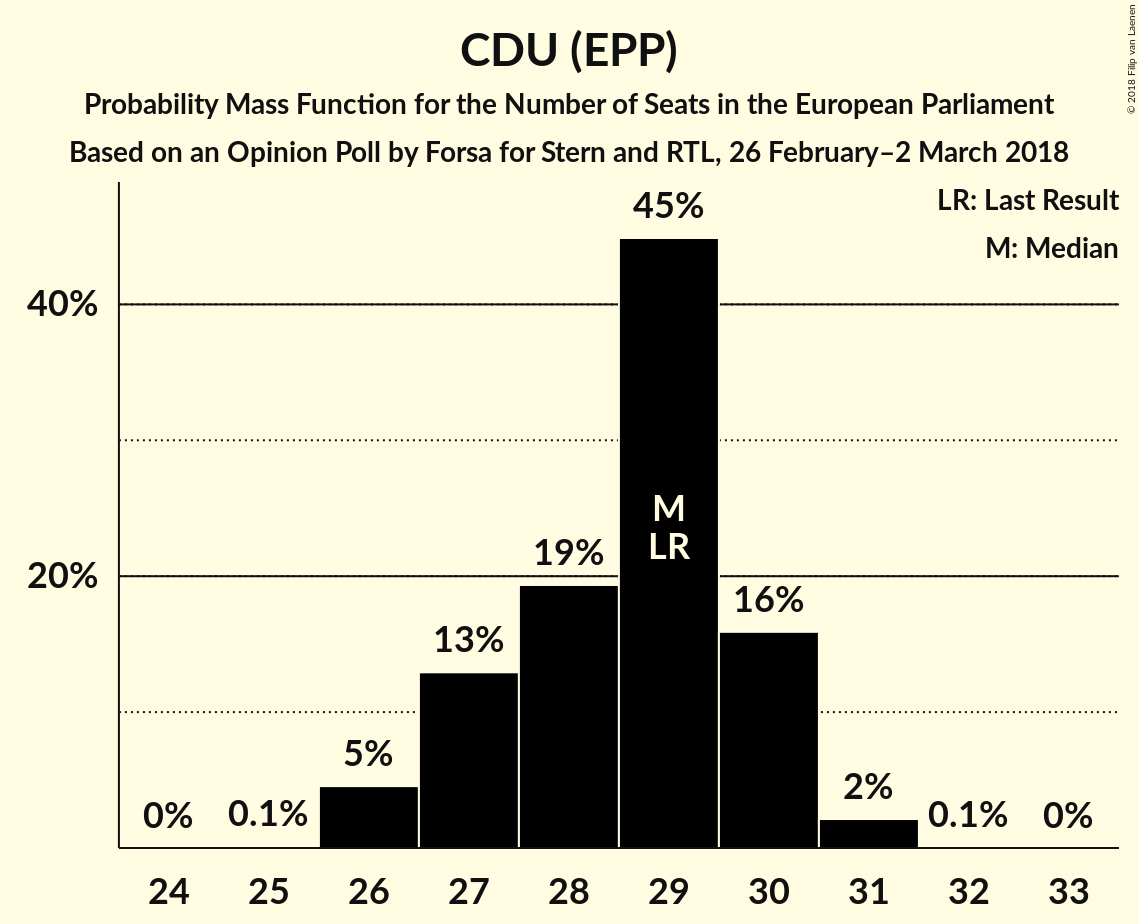 CDU (EPP)
Probability Mass Function for the Number of Seats in the European Parliament
Based on an Opinion Poll by Forsa for Stern and RTL, 26 February–2 March 2018
© 2018 Filip van Laenen
LR: Last Result
M: Median
40%
20%
0%
0.1%
5%
13%
19%
45%
M
LR
16%
2%
0.1%
0%
24 25 26 27 28 29 30 31 32 33